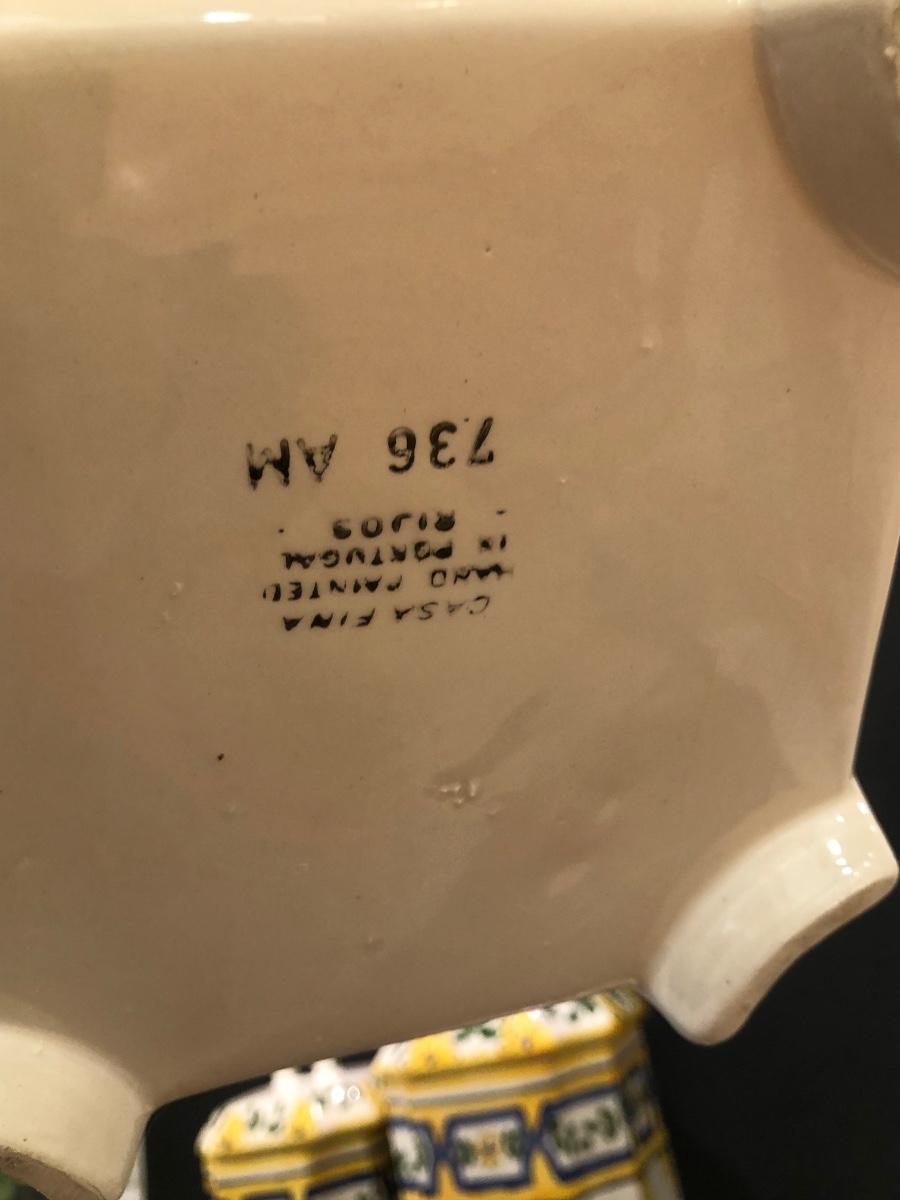 CASA FINA
HAND PAINTED
IN PORTUGAL
· RIJOS ·
736 AM